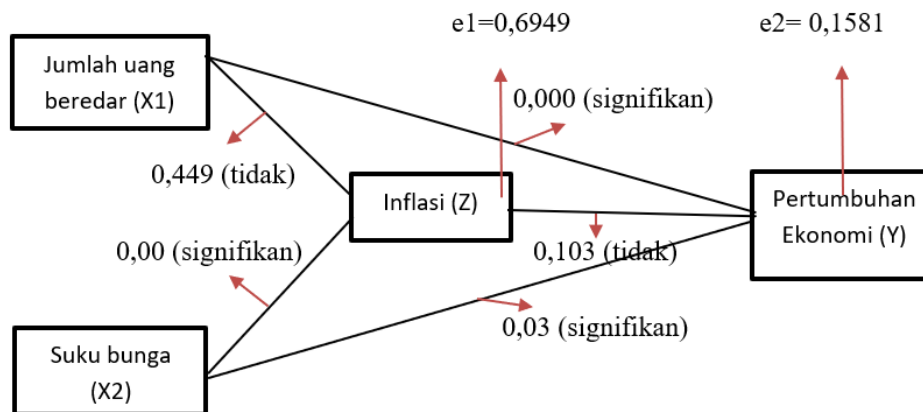 e1=0,6949
e2= 0,1581
Jumlah uang
beredar (X1)
0,000 (signifikan)
0,449 (tidak)
Inflasi (Z)
Pertumbuhan
Ekonomi (Y)
0,00 (signifikan)
0,103 (tidak)
0,03 (signifikan)
Suku bunga
(X2)